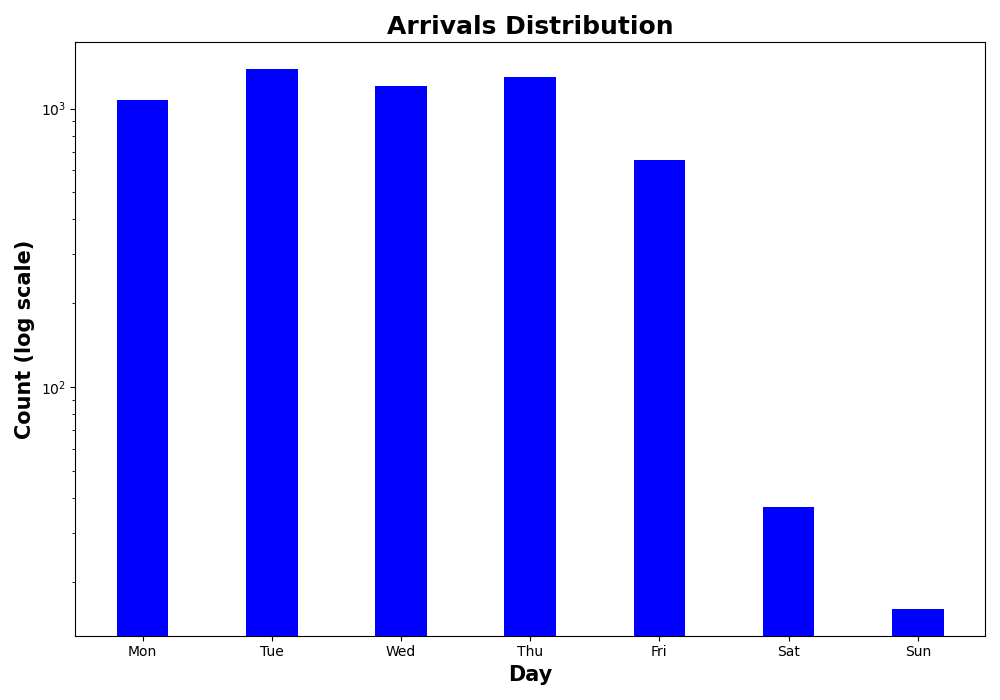 Arrivals Distribution
Count (log scale)
10³
10²
Mon Tue Wed Thu Fri Sat Sun
Day